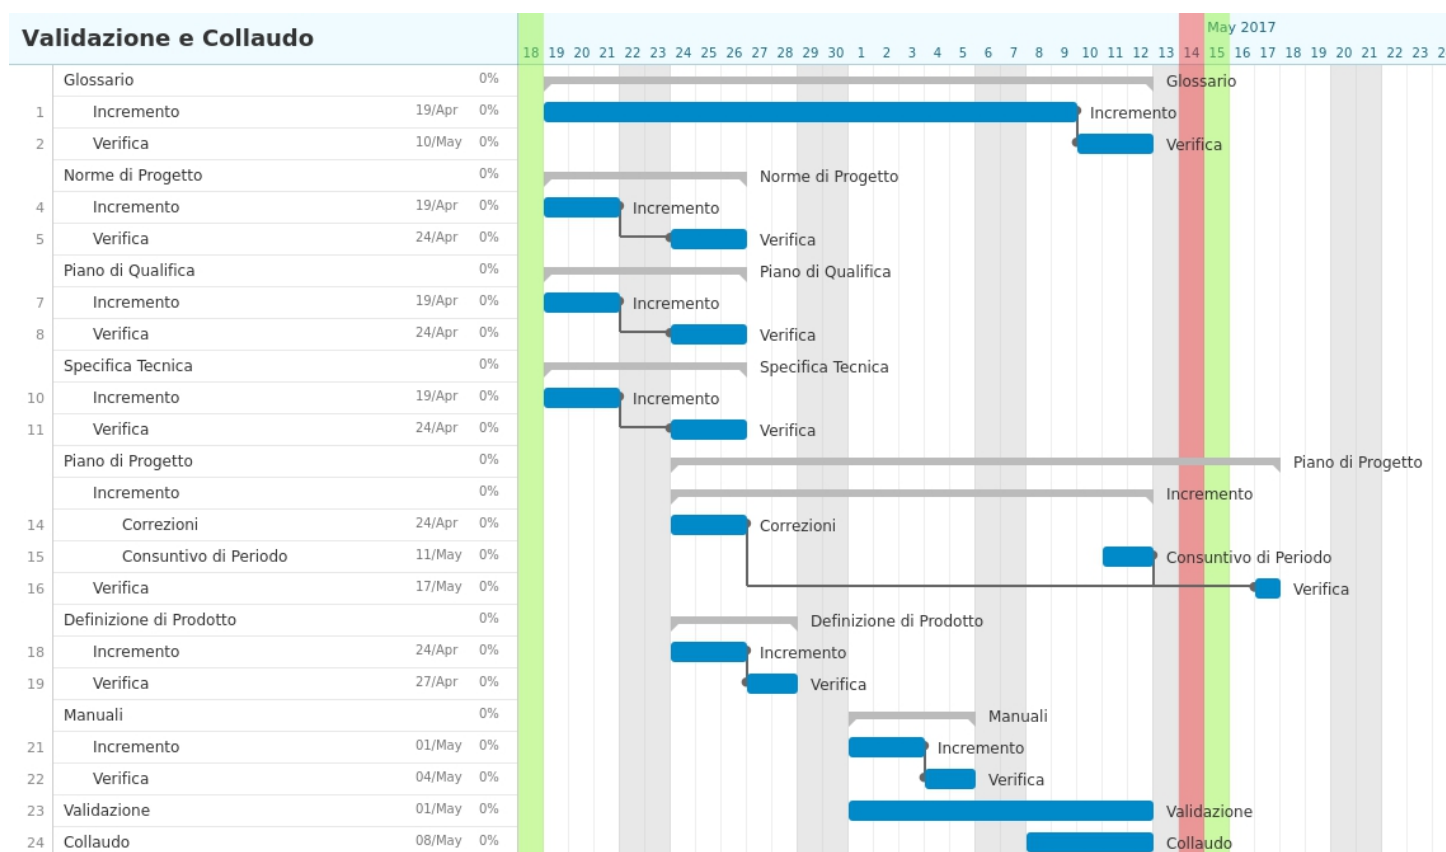 Validazione e Collaudo
May 2017
18 19 20 21 22 23 24 25 26 27 28 29 30 1 2 3 4 5 6 7 8 9 10 11 12 13 14 15 16 17 18 19 20 21 22 23
Glossario 0% Glossario
1 Incremento 19/Apr 0% Incremento
2 Verifica 10/May 0% Verifica
Norme di Progetto 0% Norme di Progetto
4 Incremento 19/Apr 0% Incremento
5 Verifica 24/Apr 0% Verifica
Piano di Qualifica 0% Piano di Qualifica
7 Incremento 19/Apr 0% Incremento
8 Verifica 24/Apr 0% Verifica
Specifica Tecnica 0% Specifica Tecnica
10 Incremento 19/Apr 0% Incremento
11 Verifica 24/Apr 0% Verifica
Piano di Progetto 0% Piano di Progetto
Incremento 0% Incremento
14 Correzioni 24/Apr 0% Correzioni
15 Consuntivo di Periodo 11/May 0% Consuntivo di Periodo
16 Verifica 17/May 0% Verifica
Definizione di Prodotto 0% Definizione di Prodotto
18 Incremento 24/Apr 0% Incremento
19 Verifica 27/Apr 0% Verifica
Manuali 0% Manuali
21 Incremento 01/May 0% Incremento
22 Verifica 04/May 0% Verifica
23 Validazione 01/May 0% Validazione
24 Collaudo 08/May 0% Collaudo